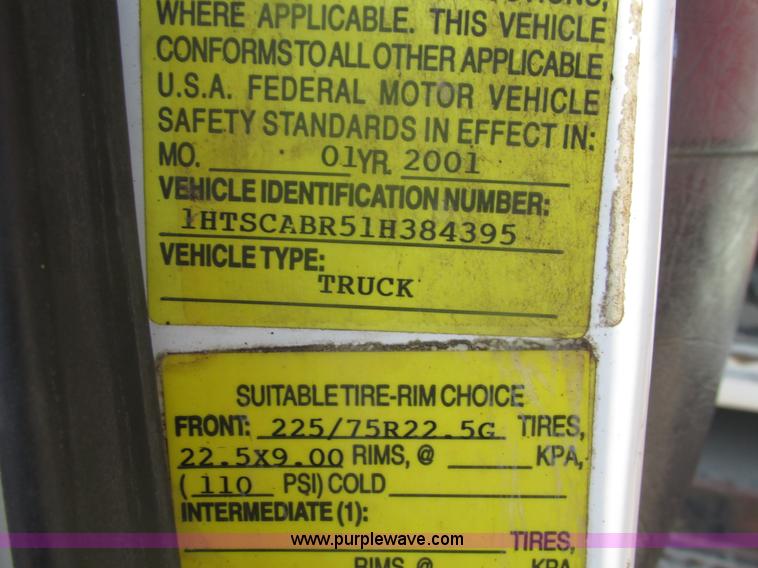 WHERE APPLICABLE. THIS VEHICLE
CONFORMS TO ALL OTHER APPLICABLE
U.S.A. FEDERAL MOTOR VEHICLE
SAFETY STANDARDS IN EFFECT IN:
MO. 01 YR. 2001
VEHICLE IDENTIFICATION NUMBER:
1HTSCABR51H384395
VEHICLE TYPE:
TRUCK
SUITABLE TIRE-RIM CHOICE
FRONT: 225/75R22.5G TIRES,
22.5X9.00 RIMS, @ KPA,
(110 PSI) COLD
INTERMEDIATE (1):
TIRES,
www.purplewave.com
RIMS, @ KPA